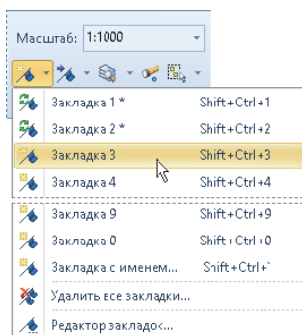 Масштаб: 1:1000
Закладка 1 * Shift+Ctrl+1
Закладка 2 * Shift+Ctrl+2
Закладка 3 Shift+Ctrl+3
Закладка 4 Shift+Ctrl+4
Закладка 9 Shift+Ctrl+9
Закладка 0 Shift+Ctrl+0
Закладка с именем... Shift+Ctrl+`
Удалить все закладки...
Редактор закладок...